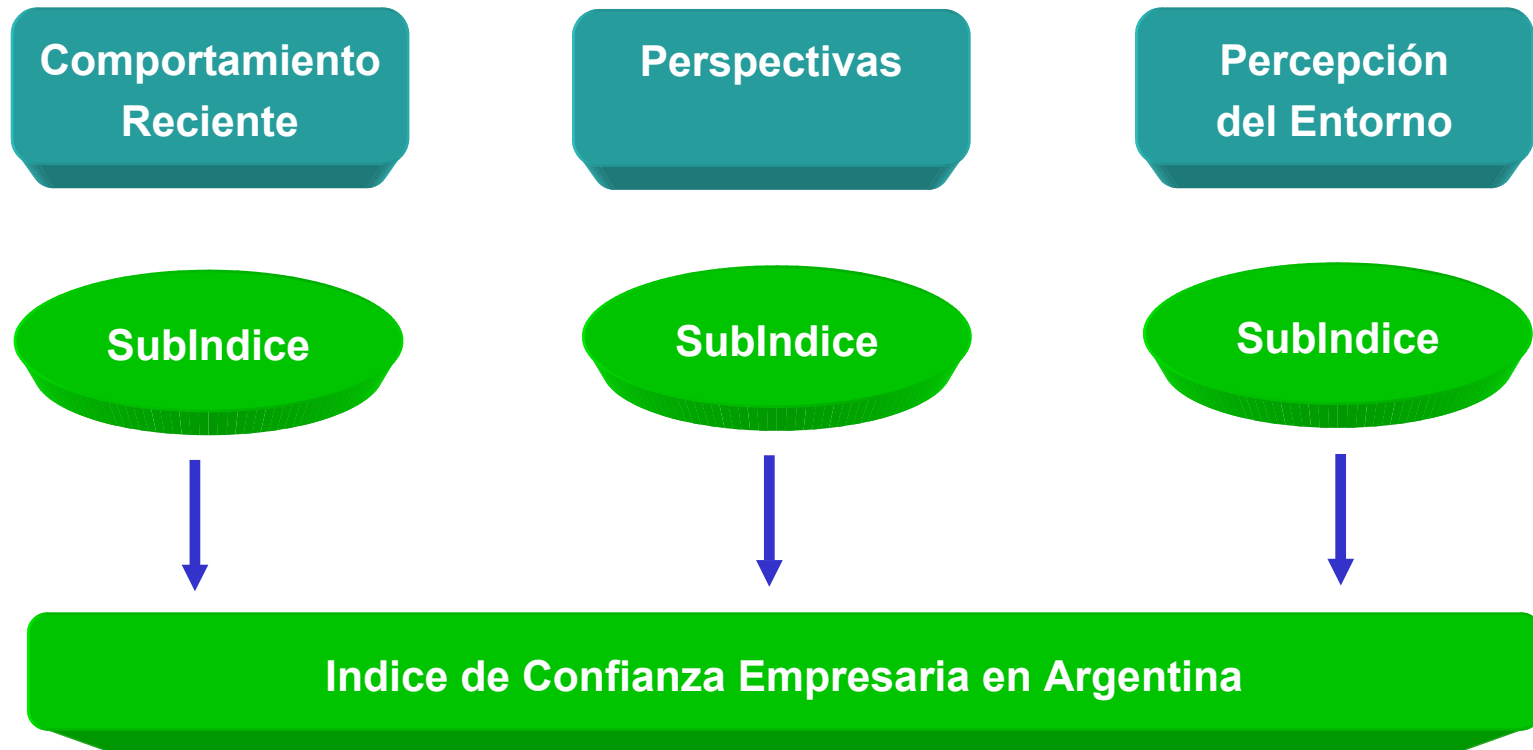 Comportamiento
Reciente
Perspectivas
Percepción
del Entorno
SubIndice
SubIndice
SubIndice
Indice de Confianza Empresaria en Argentina